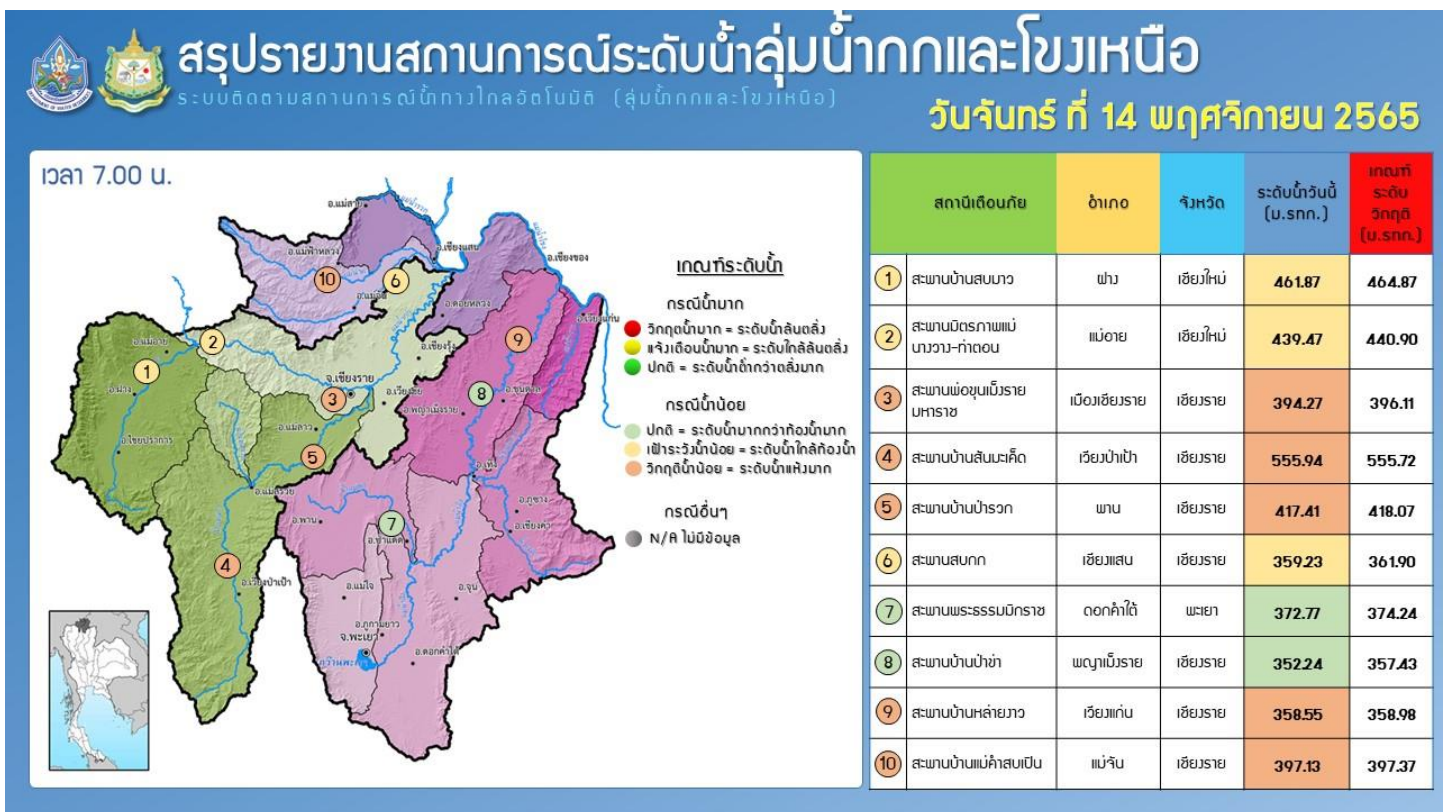 สรุปรายงานสถานการณ์ระดับน้ำลุ่มน้ำกกและโขงเหนือ
ระบบติดตามสถานการณ์น้ำทางไกลอัตโนมัติ (ลุ่มน้ำกกและโขงเหนือ)
วันจันทร์ ที่ 14 พฤศจิกายน 2565
เวลา 7.00 น.
อ.แม่สาย
อ.แม่ฟ้าหลวง
อ.เชียงแสน
อ.เชียงของ
10
6
อ.แม่จัน
อ.ดอยหลวง
อ.เวียงแก่น
9
2
อ.แม่อาย
อ.เชียงรุ้ง
1
จ.เชียงราย
อ.ฝาง
3
อ.เวียงชัย
8
อ.ขุนตาล
อ.พญาเม็งราย
อ.แม่ลาว
อ.ไชยปราการ
5
อ.เทิง
อ.แม่สรวย
อ.ภูซาง
อ.พาน
7
อ.เชียงคำ
อ.ป่าแดด
4
อ.เวียงป่าเป้า
อ.แม่ใจ
อ.จุน
อ.ภูกามยาว
จ.พะเยา
อ.ดอกคำใต้
กว๊านพะเยา
เกณฑ์ระดับน้ำ
กรณีน้ำมาก
วิกฤตน้ำมาก = ระดับน้ำล้นตลิ่ง
แจ้งเตือนน้ำมาก = ระดับใกล้ล้นตลิ่ง
ปกติ = ระดับน้ำต่ำกว่าตลิ่งมาก
กรณีน้ำน้อย
ปกติ = ระดับน้ำมากกว่าท้องน้ำมาก
เฝ้าระวังน้ำน้อย = ระดับน้ำใกล้ท้องน้ำ
วิกฤติน้ำน้อย = ระดับน้ำแห้งมาก
กรณีอื่นๆ
N/A ไม่มีข้อมูล
สถานีเตือนภัย อำเภอ จังหวัด ระดับน้ำวันนี้ (ม.รทก.) เกณฑ์ระดับวิกฤติ (ม.รทก.)
1 สะพานบ้านสบมาว ฝาง เชียงใหม่ 461.87 464.87
2 สะพานมิตรภาพแม่นางวาง-ท่าตอน แม่อาย เชียงใหม่ 439.47 440.90
3 สะพานพ่อขุนเม็งรายมหาราช เมืองเชียงราย เชียงราย 394.27 396.11
4 สะพานบ้านสันมะเค็ด เวียงป่าเป้า เชียงราย 555.94 555.72
5 สะพานบ้านป่ารวก พาน เชียงราย 417.41 418.07
6 สะพานสบกก เชียงแสน เชียงราย 359.23 361.90
7 สะพานพระธรรมมิกราช ดอกคำใต้ พะเยา 372.77 374.24
8 สะพานบ้านป่าข่า พญาเม็งราย เชียงราย 352.24 357.43
9 สะพานบ้านหล่ายงาว เวียงแก่น เชียงราย 358.55 358.98
10 สะพานบ้านแม่คำสบเปิน แม่จัน เชียงราย 397.13 397.37